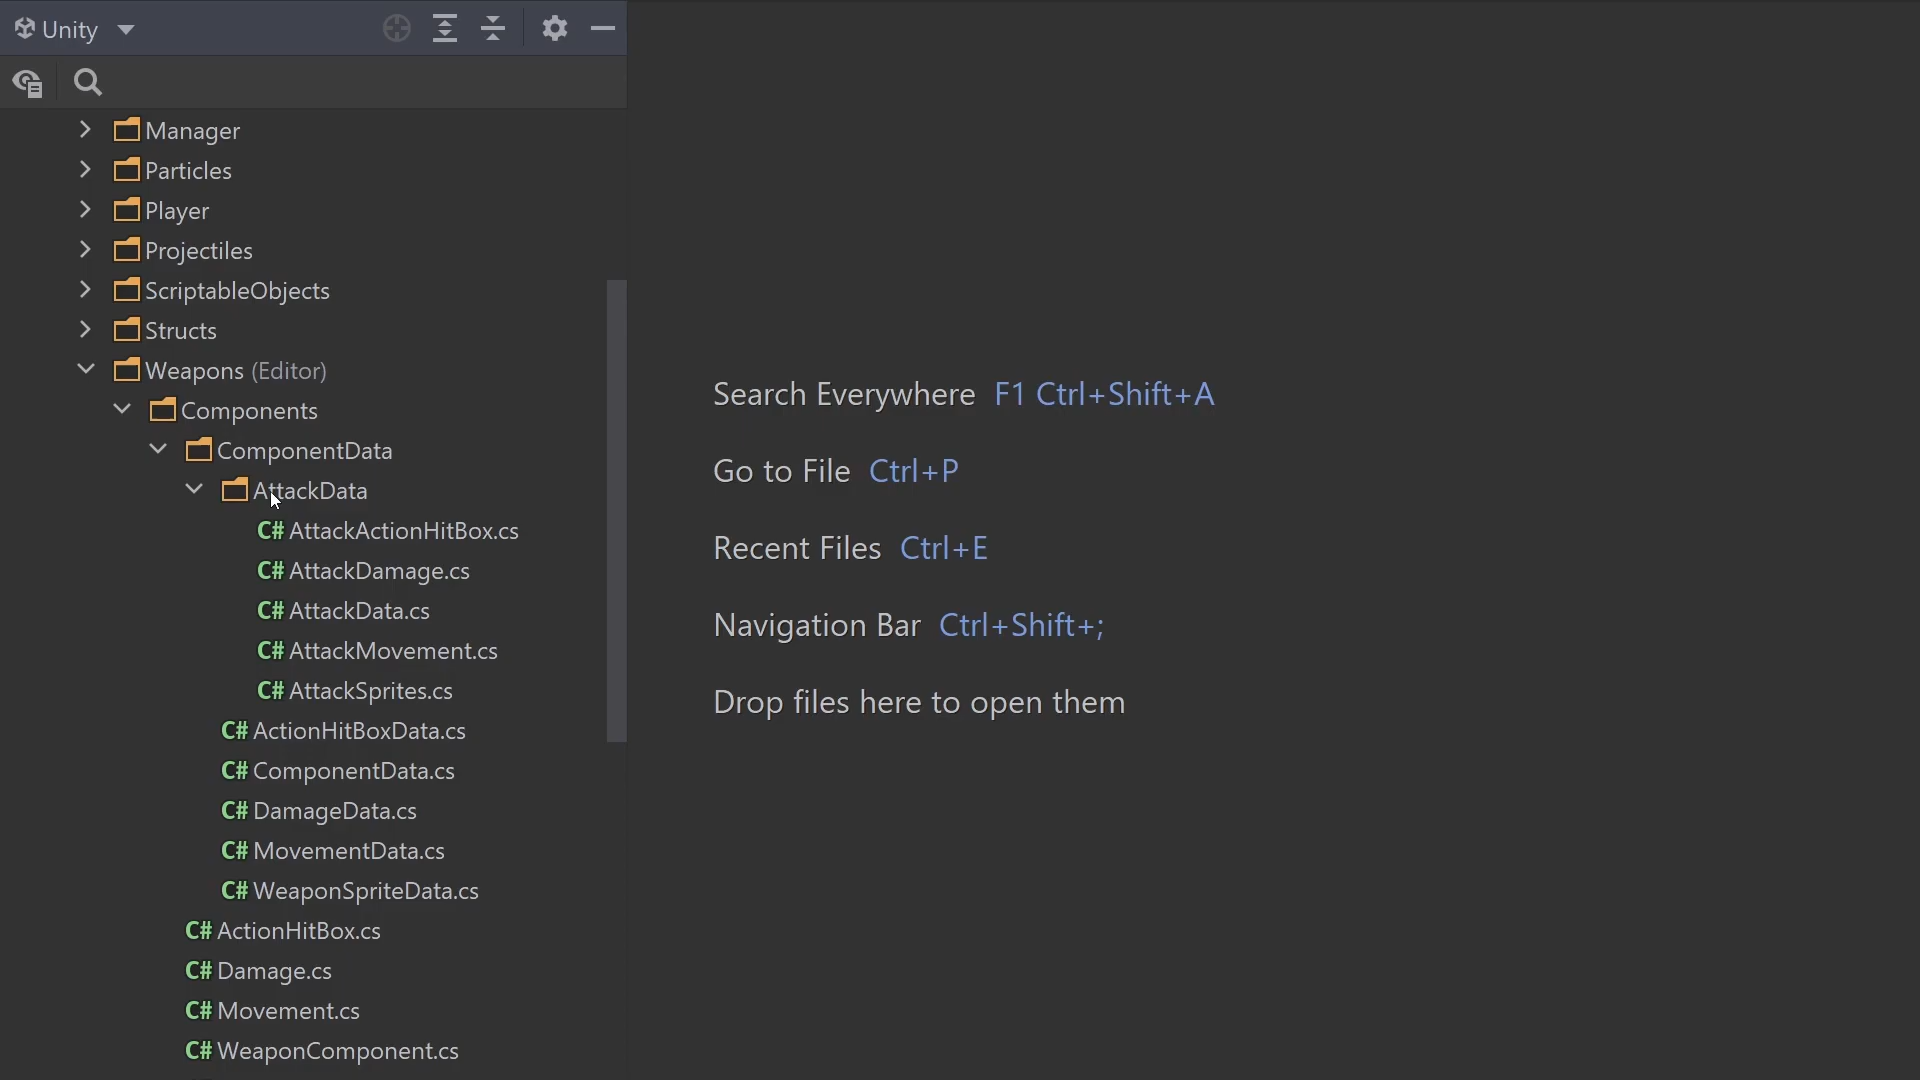 Unity
Manager
Particles
Player
Projectiles
ScriptableObjects
Structs
Weapons (Editor)
Components
ComponentData
AttackData
C# AttackActionHitBox.cs
C# AttackDamage.cs
C# AttackData.cs
C# AttackMovement.cs
C# AttackSprites.cs
C# ActionHitBoxData.cs
C# ComponentData.cs
C# DamageData.cs
C# MovementData.cs
C# WeaponSpriteData.cs
C# ActionHitBox.cs
C# Damage.cs
C# Movement.cs
C# WeaponComponent.cs
Search Everywhere F1 Ctrl+Shift+A
Go to File Ctrl+P
Recent Files Ctrl+E
Navigation Bar Ctrl+Shift+;
Drop files here to open them